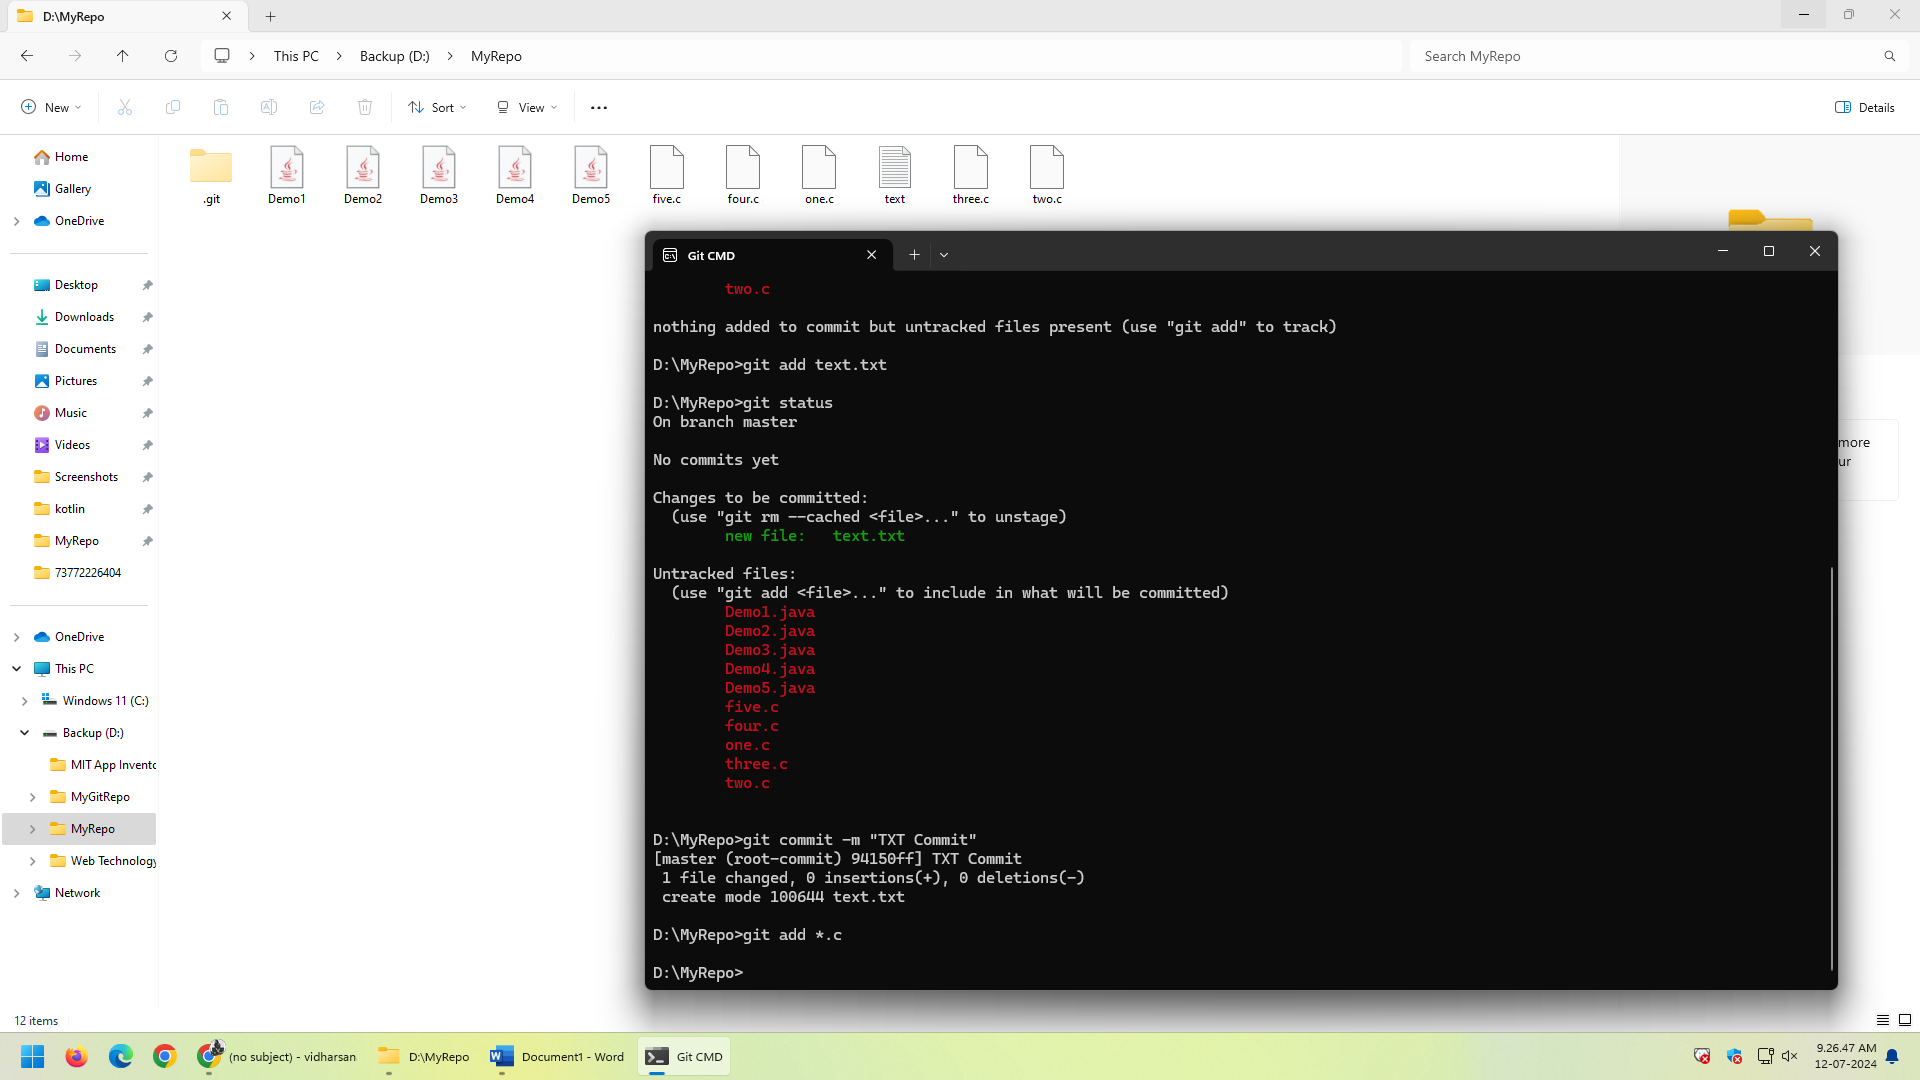 D:\MyRepo
This PC
Backup (D:)
MyRepo
Search MyRepo
New
Sort
View
Details
Home
Gallery
OneDrive
Desktop
Downloads
Documents
Pictures
Music
Videos
Screenshots
kotlin
MyRepo
73772226404
OneDrive
This PC
Windows 11 (C:)
Backup (D:)
MIT App Invento
MyGitRepo
MyRepo
Web Technology
Network
.git
Demo1
Demo2
Demo3
Demo4
Demo5
five.c
four.c
one.c
text
three.c
two.c
more
ur
Git CMD
two.c
nothing added to commit but untracked files present (use "git add" to track)
D:\MyRepo>git add text.txt
D:\MyRepo>git status
On branch master
No commits yet
Changes to be committed:
(use "git rm --cached <file>..." to unstage)
new file:   text.txt
Untracked files:
(use "git add <file>..." to include in what will be committed)
Demo1.java
Demo2.java
Demo3.java
Demo4.java
Demo5.java
five.c
four.c
one.c
three.c
two.c
D:\MyRepo>git commit -m "TXT Commit"
[master (root-commit) 94150ff] TXT Commit
1 file changed, 0 insertions(+), 0 deletions(-)
create mode 100644 text.txt
D:\MyRepo>git add *.c
D:\MyRepo>
12 items
(no subject) - vidharsan
D:\MyRepo
Document1 - Word
Git CMD
9.26.47 AM
12-07-2024